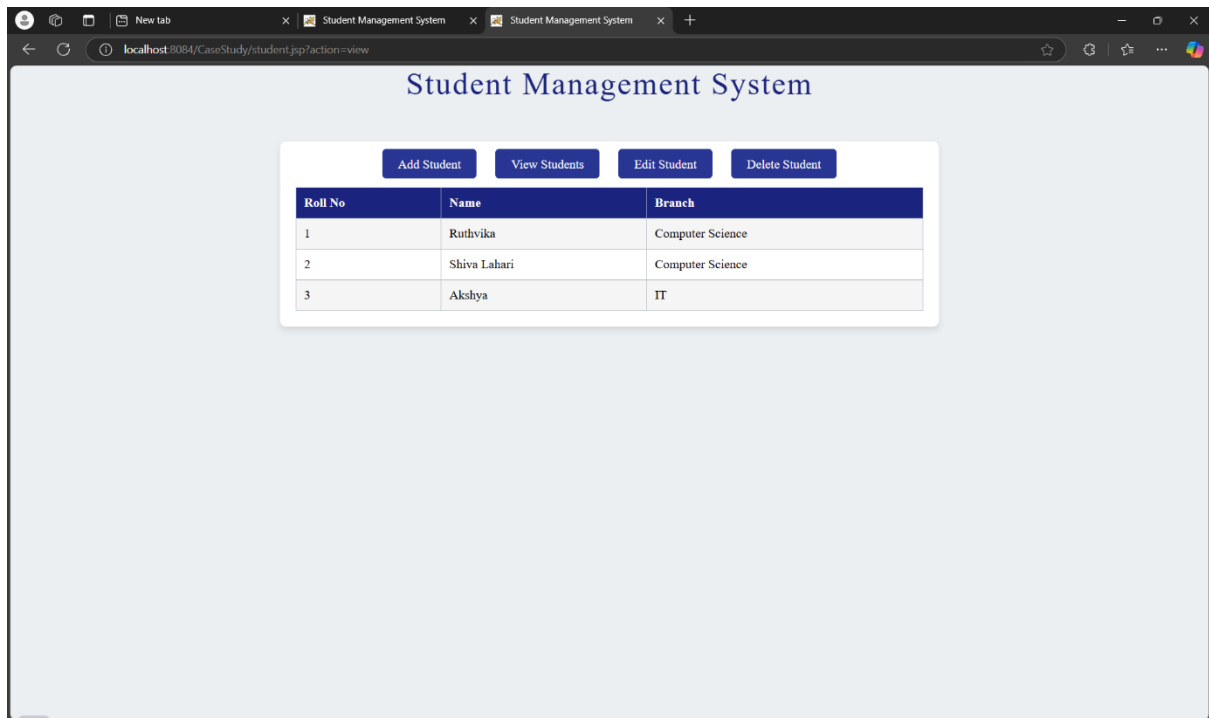 New tab
Student Management System
Student Management System
localhost:8084/CaseStudy/student.jsp?action=view
Student Management System
Add Student View Students Edit Student Delete Student
Roll No Name Branch
1 Ruthvika Computer Science
2 Shiva Lahari Computer Science
3 Akshya IT